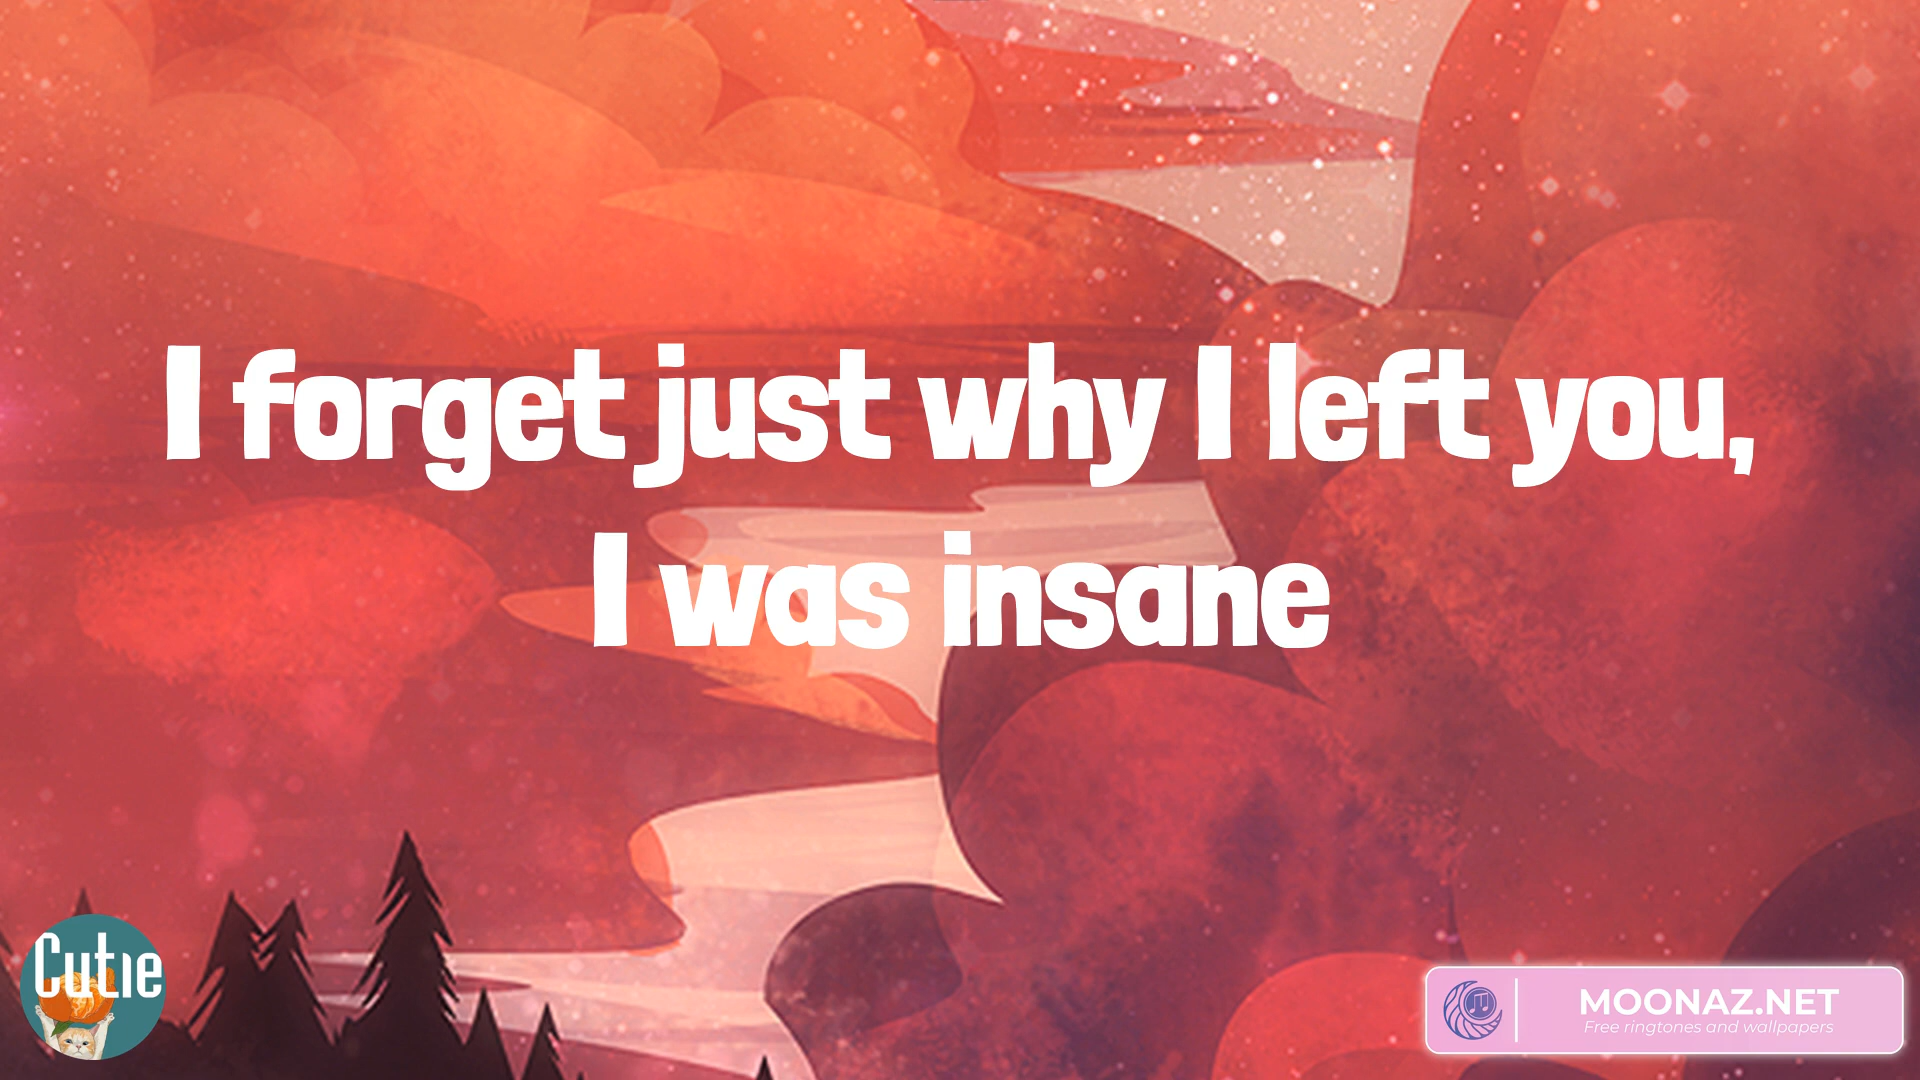 I forget just why I left you,
I was insane
Cutie
MOONAZ.NET
Free ringtones and wallpapers